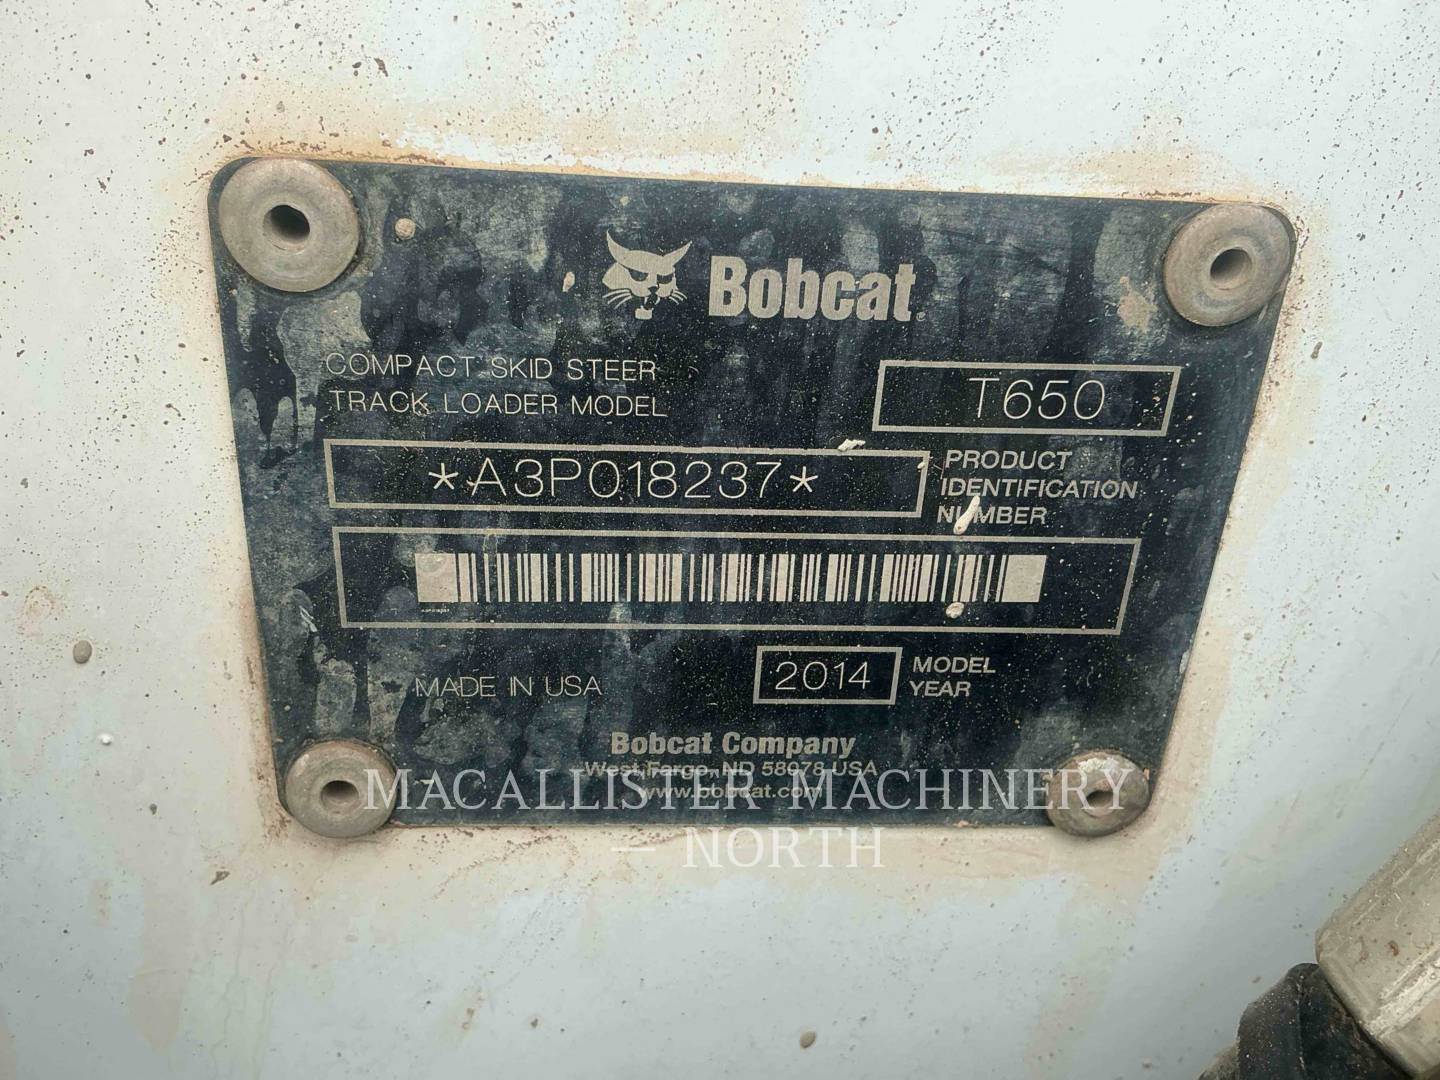 Bobcat
COMPACT SKID STEER
TRACK LOADER MODEL
T650
*A3P018237*
PRODUCT
IDENTIFICATION
NUMBER
MADE IN USA
2014
MODEL
YEAR
Bobcat Company
West Fargo, ND 58078 USA
www.bobcat.com
MACALLISTER MACHINERY
— NORTH